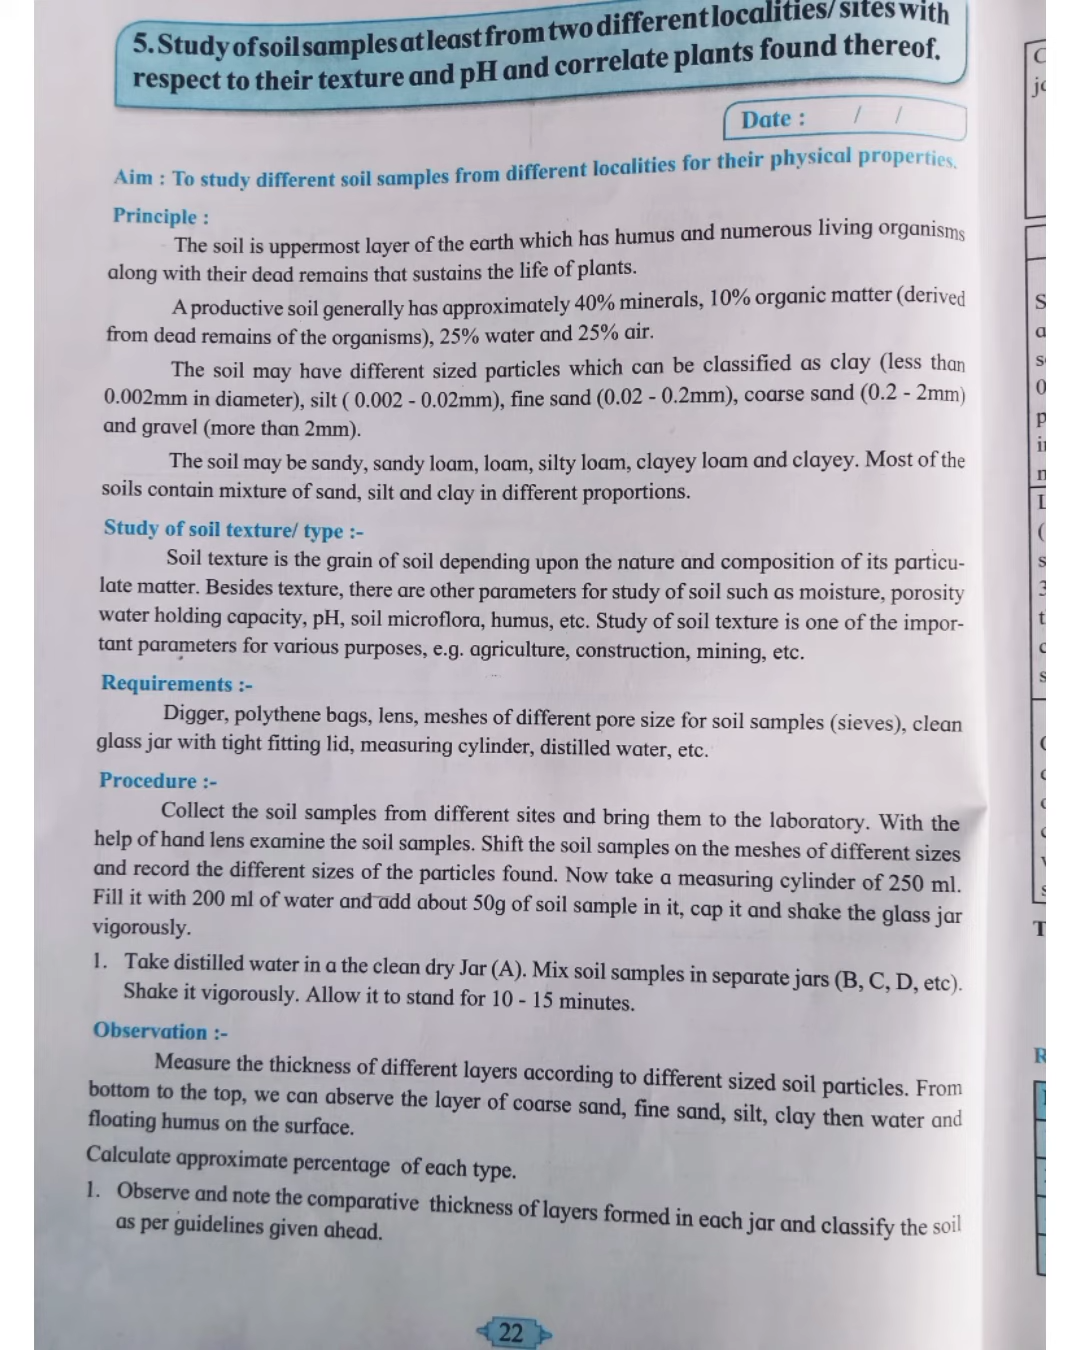 5. Study of soil samples at least from two different localities/ sites with
respect to their texture and pH and correlate plants found thereof.
Date : / /
Aim : To study different soil samples from different localities for their physical properties.
Principle :
The soil is uppermost layer of the earth which has humus and numerous living organisms
along with their dead remains that sustains the life of plants.
A productive soil generally has approximately 40% minerals, 10% organic matter (derived
from dead remains of the organisms), 25% water and 25% air.
The soil may have different sized particles which can be classified as clay (less than
0.002mm in diameter), silt ( 0.002 - 0.02mm), fine sand (0.02 - 0.2mm), coarse sand (0.2 - 2mm)
and gravel (more than 2mm).
The soil may be sandy, sandy loam, loam, silty loam, clayey loam and clayey. Most of the
soils contain mixture of sand, silt and clay in different proportions.
Study of soil texture/ type :-
Soil texture is the grain of soil depending upon the nature and composition of its particu-
late matter. Besides texture, there are other parameters for study of soil such as moisture, porosity
water holding capacity, pH, soil microflora, humus, etc. Study of soil texture is one of the impor-
tant parameters for various purposes, e.g. agriculture, construction, mining, etc.
Requirements :-
Digger, polythene bags, lens, meshes of different pore size for soil samples (sieves), clean
glass jar with tight fitting lid, measuring cylinder, distilled water, etc.
Procedure :-
Collect the soil samples from different sites and bring them to the laboratory. With the
help of hand lens examine the soil samples. Shift the soil samples on the meshes of different sizes
and record the different sizes of the particles found. Now take a measuring cylinder of 250 ml.
Fill it with 200 ml of water and add about 50g of soil sample in it, cap it and shake the glass jar
vigorously.
1. Take distilled water in a the clean dry Jar (A). Mix soil samples in separate jars (B, C, D, etc).
Shake it vigorously. Allow it to stand for 10 - 15 minutes.
Observation :-
Measure the thickness of different layers according to different sized soil particles. From
bottom to the top, we can observe the layer of coarse sand, fine sand, silt, clay then water and
floating humus on the surface.
Calculate approximate percentage of each type.
1. Observe and note the comparative thickness of layers formed in each jar and classify the soil
as per guidelines given ahead.
22